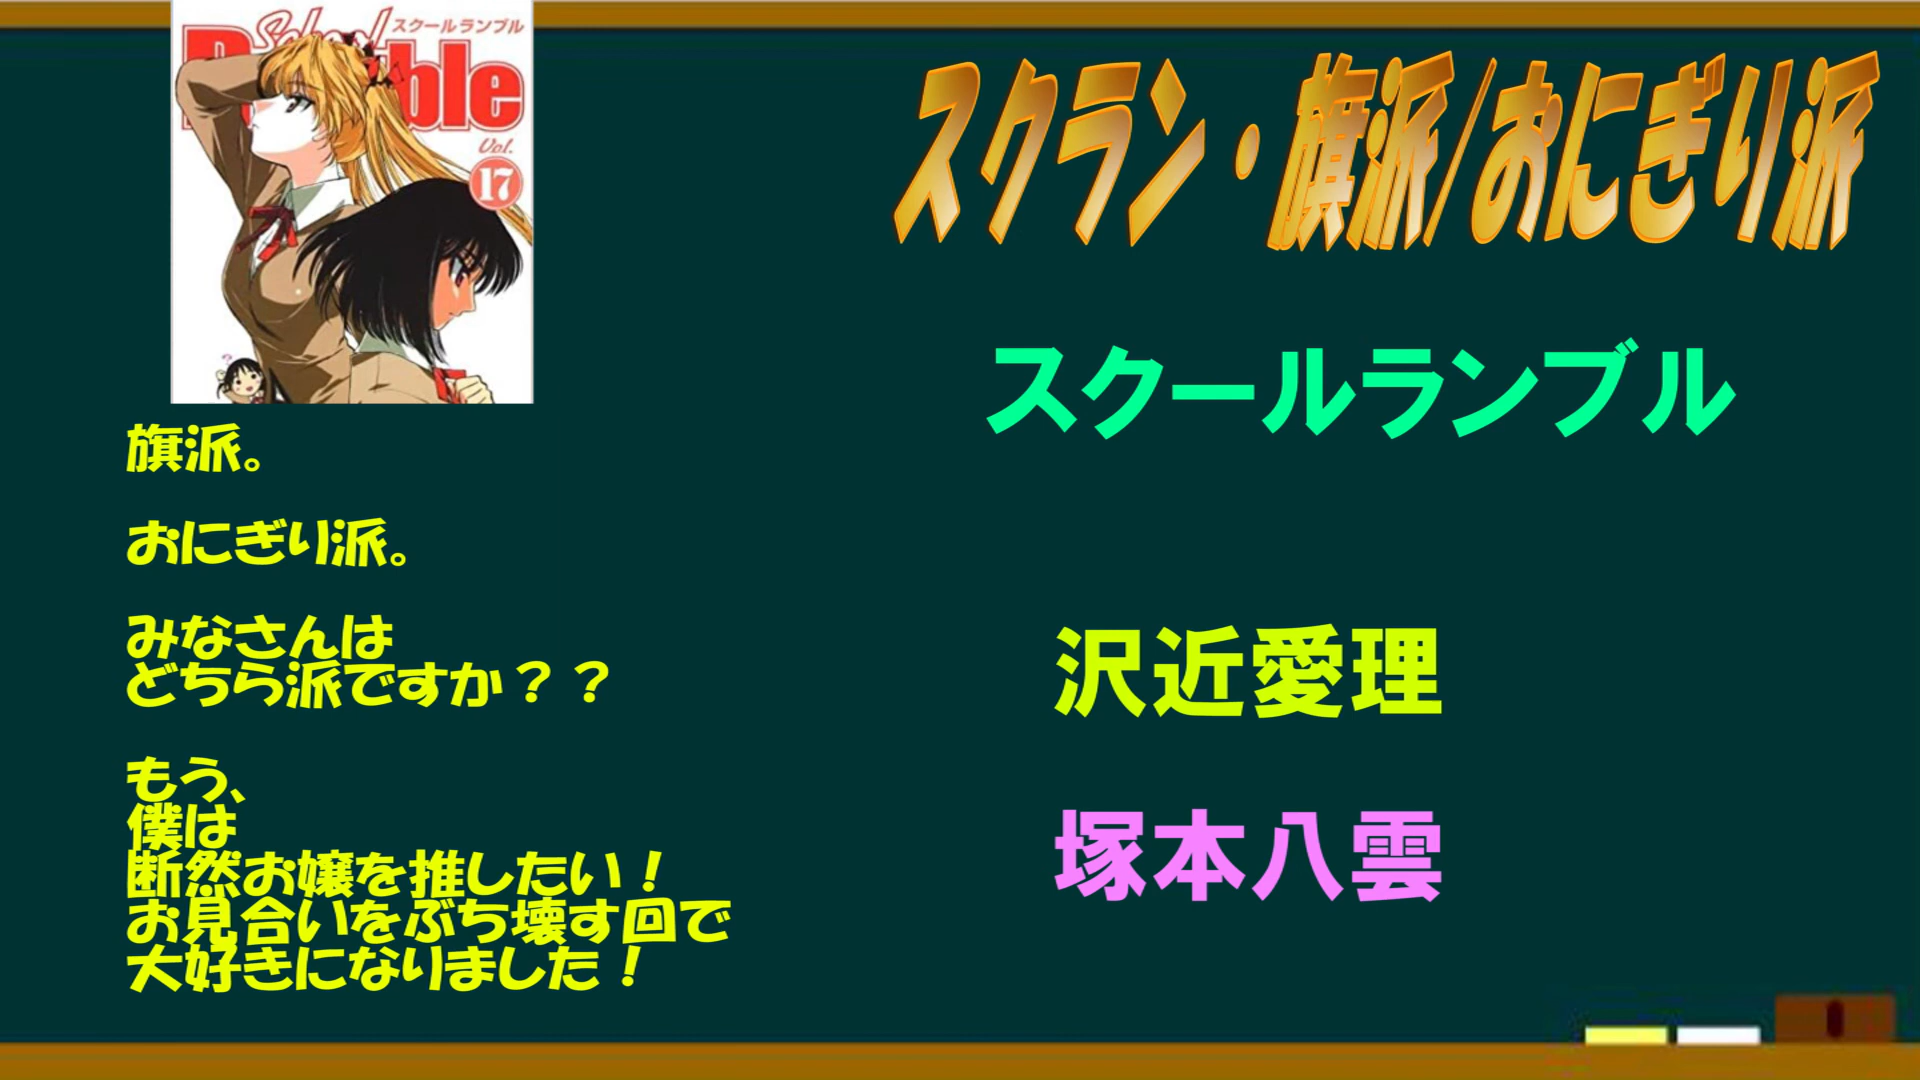 School
スクールランブル
Rumble
Vol.
17
?
スクラン・旗派/おにぎり派
スクールランブル
沢近愛理
塚本八雲
旗派。
おにぎり派。
みなさんは
どちら派ですか？？
もう、
僕は
断然お嬢を推したい！
お見合いをぶち壊す回で
大好きになりました！